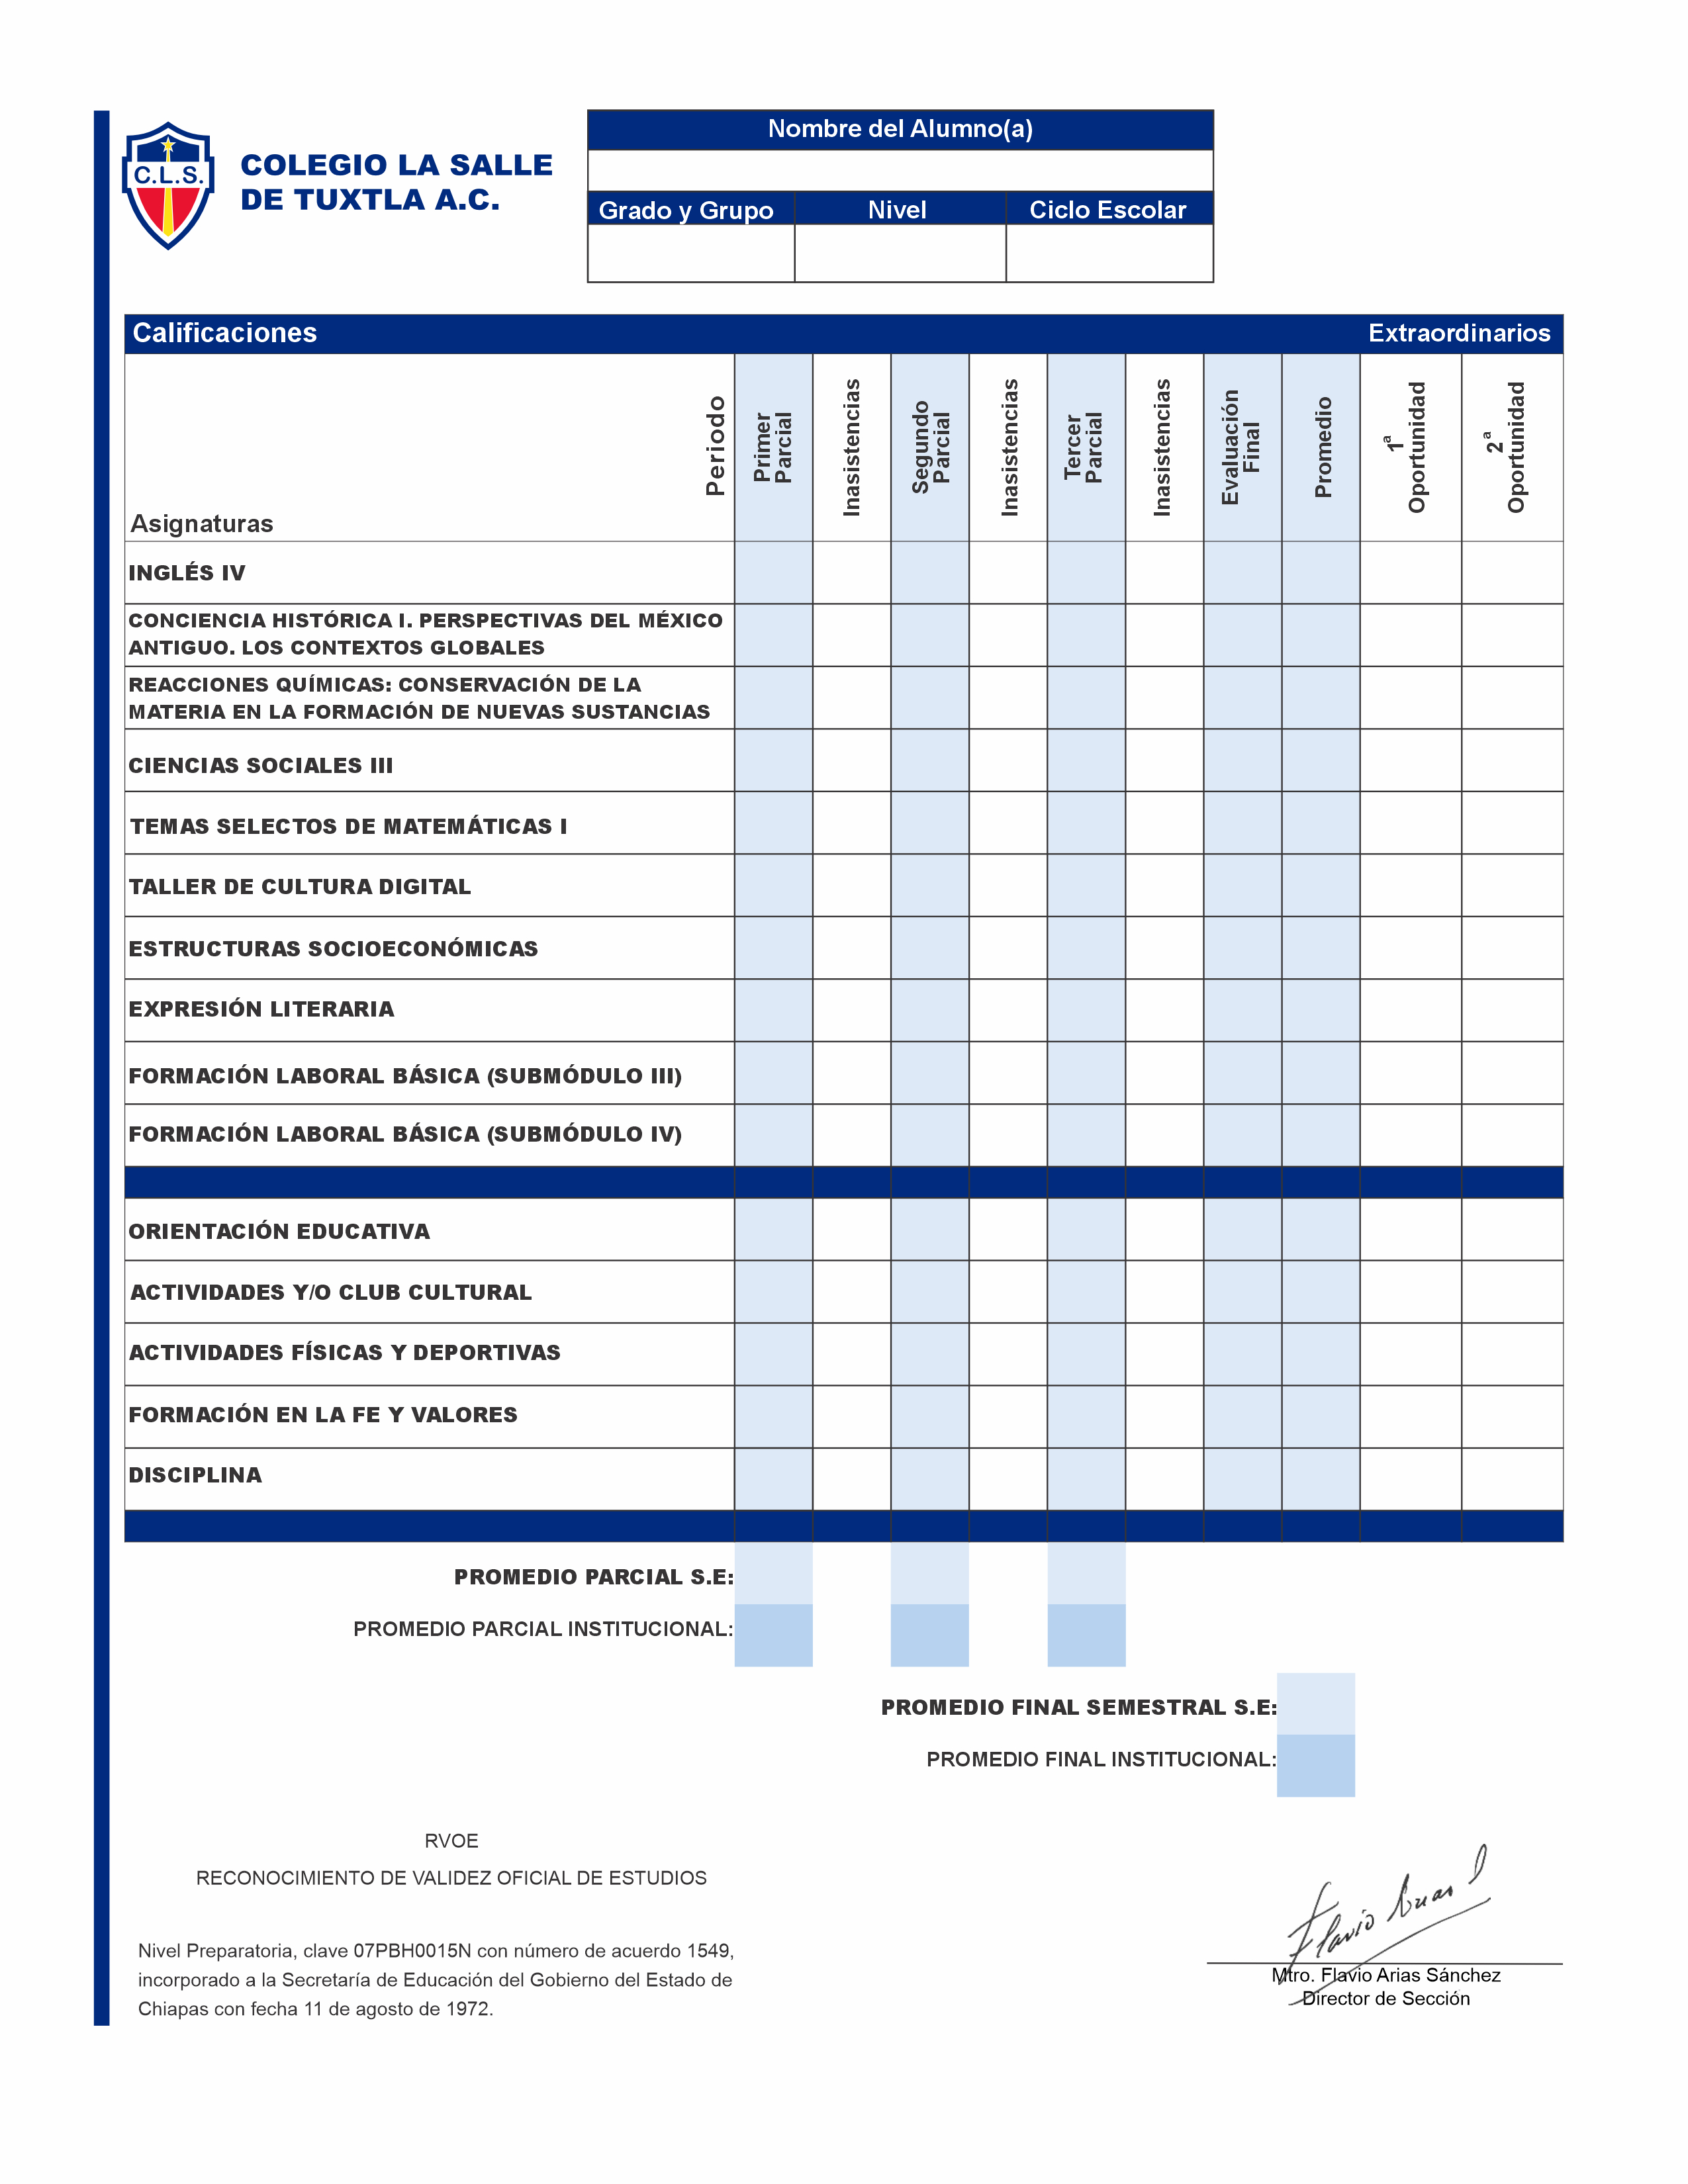 C.L.S.
COLEGIO LA SALLE
DE TUXTLA A.C.
Nombre del Alumno(a)
Grado y Grupo Nivel Ciclo Escolar
Calificaciones Extraordinarios
Asignaturas
Periodo
Primer
Parcial
Inasistencias
Segundo
Parcial
Inasistencias
Tercer
Parcial
Inasistencias
Evaluación
Final
Promedio
1ª
Oportunidad
2ª
Oportunidad
INGLÉS IV
CONCIENCIA HISTÓRICA I. PERSPECTIVAS DEL MÉXICO
ANTIGUO. LOS CONTEXTOS GLOBALES
REACCIONES QUÍMICAS: CONSERVACIÓN DE LA
MATERIA EN LA FORMACIÓN DE NUEVAS SUSTANCIAS
CIENCIAS SOCIALES III
TEMAS SELECTOS DE MATEMÁTICAS I
TALLER DE CULTURA DIGITAL
ESTRUCTURAS SOCIOECONÓMICAS
EXPRESIÓN LITERARIA
FORMACIÓN LABORAL BÁSICA (SUBMÓDULO III)
FORMACIÓN LABORAL BÁSICA (SUBMÓDULO IV)
ORIENTACIÓN EDUCATIVA
ACTIVIDADES Y/O CLUB CULTURAL
ACTIVIDADES FÍSICAS Y DEPORTIVAS
FORMACIÓN EN LA FE Y VALORES
DISCIPLINA
PROMEDIO PARCIAL S.E:
PROMEDIO PARCIAL INSTITUCIONAL:
PROMEDIO FINAL SEMESTRAL S.E:
PROMEDIO FINAL INSTITUCIONAL:
RVOE
RECONOCIMIENTO DE VALIDEZ OFICIAL DE ESTUDIOS
Nivel Preparatoria, clave 07PBH0015N con número de acuerdo 1549,
incorporado a la Secretaría de Educación del Gobierno del Estado de
Chiapas con fecha 11 de agosto de 1972.
Flavio Arias S
Mtro. Flavio Arias Sánchez
Director de Sección